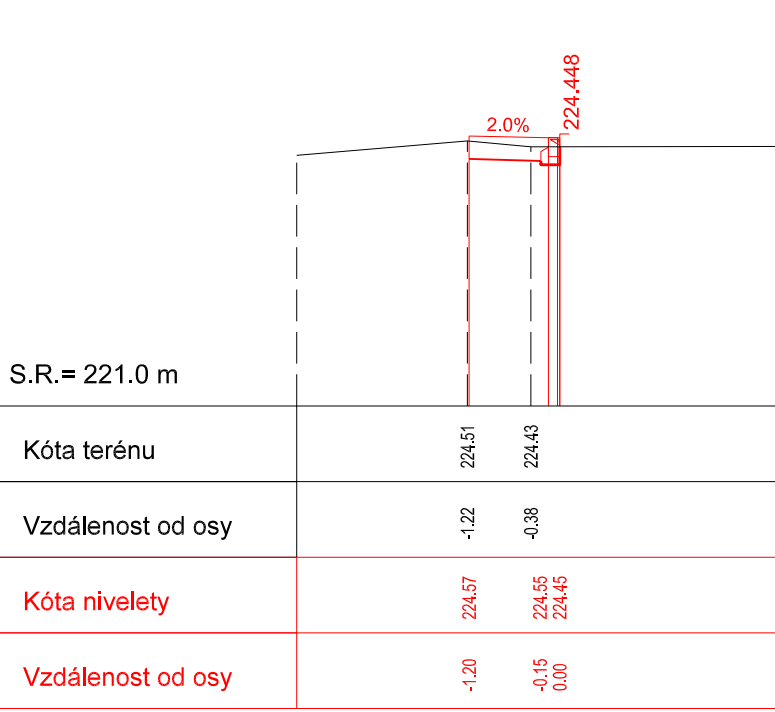 224.448
2.0%
S.R.= 221.0 m
Kóta terénu 224.51 224.43
Vzdálenost od osy -1.22 -0.38
Kóta nivelety 224.57 224.55 224.45
Vzdálenost od osy -1.20 -0.15 0.00